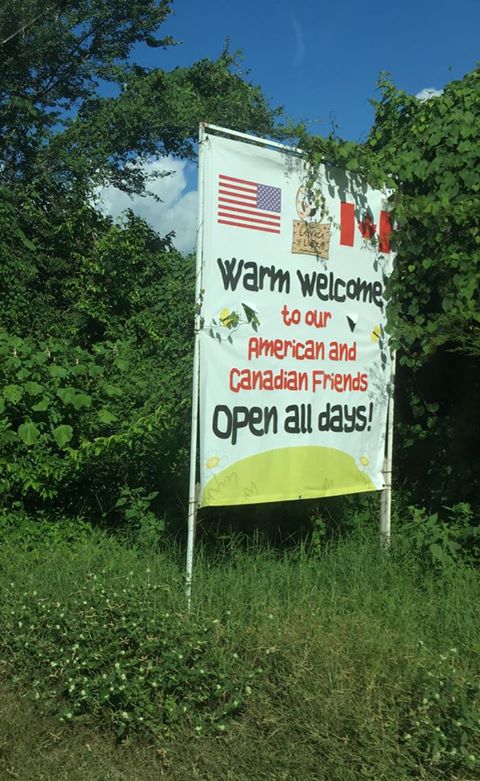 Warm welcome
to our
American and
Canadian Friends
Open all days!